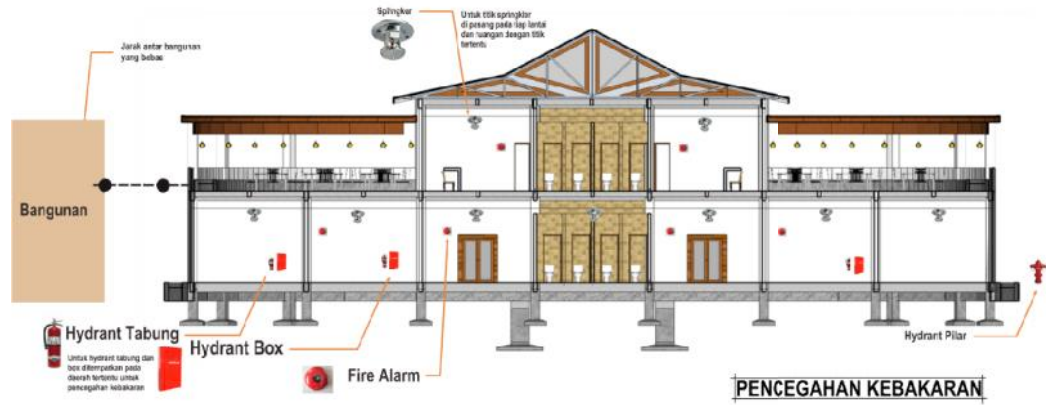 Splingker
Untuk titik springkler
di pasang pada tiap lantai
dan ruangan dengan titik
tertentu
Jarak antar bangunan
yang bebas
Bangunan
Hydrant Tabung
Untuk hydrant tabung dan
box ditempatkan pada
daerah tertentu untuk
pencegahan kebakaran
Hydrant Box
Fire Alarm
Hydrant Pilar
PENCEGAHAN KEBAKARAN